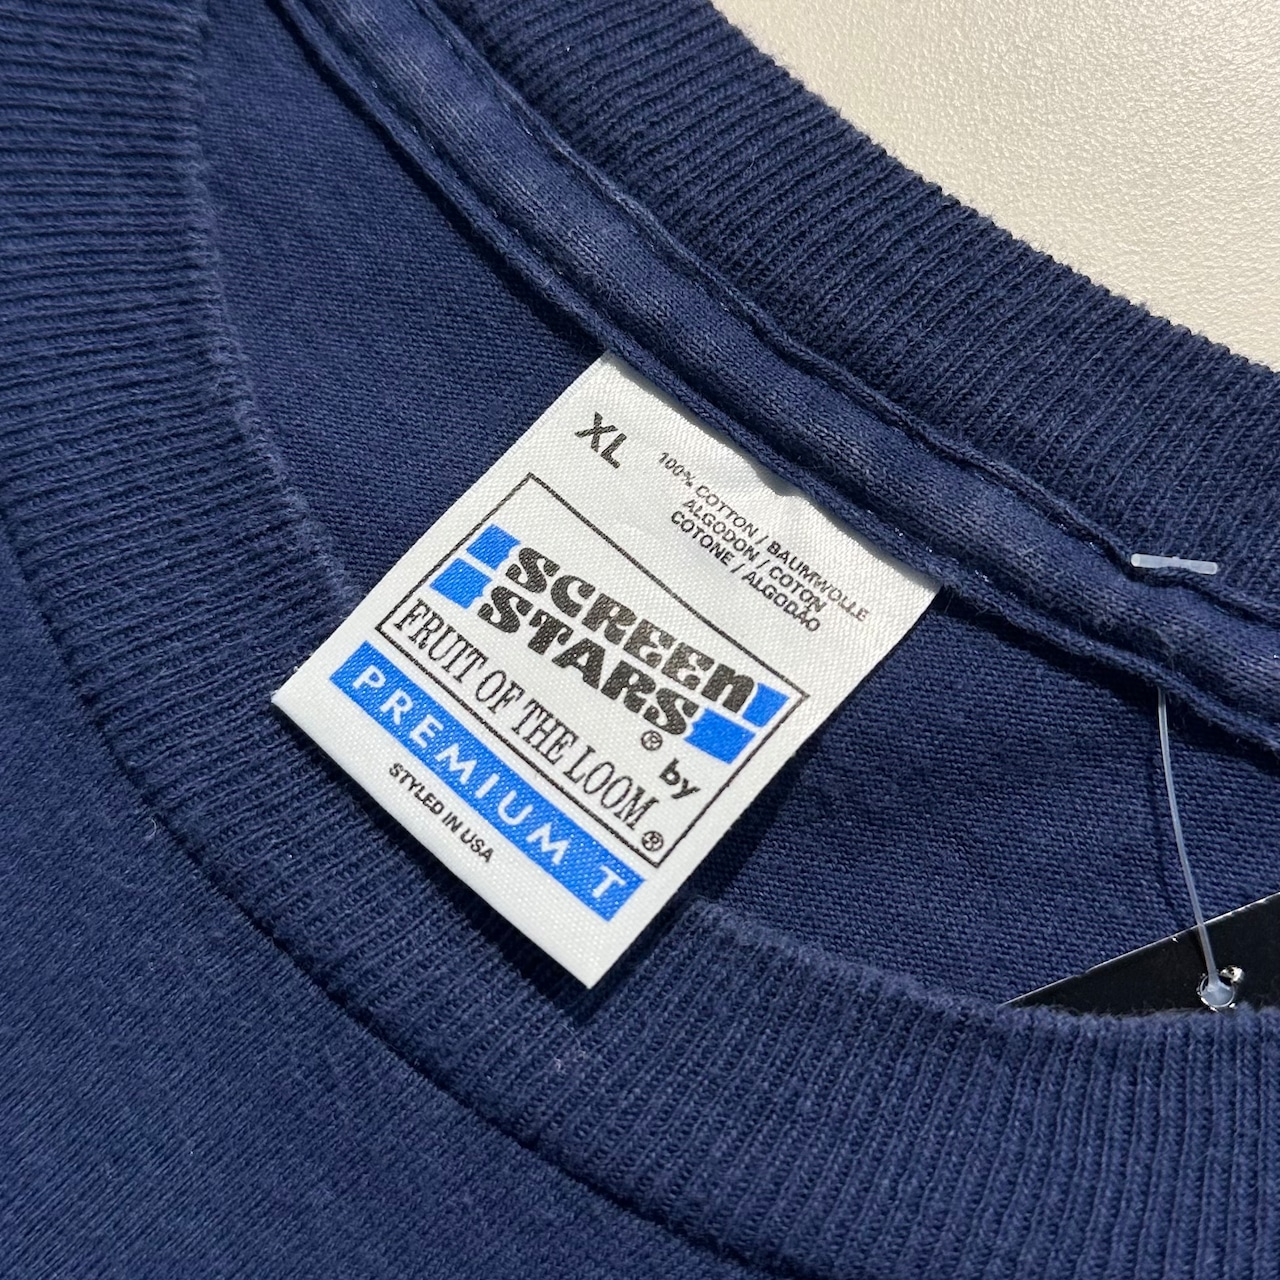 XL
100% COTTON / BAUMWOLLE
ALGODON / COTON
COTONE / ALGODÃO
SCREEN
STARS®
by
FRUIT OF THE LOOM®
PREMIUM T
STYLED IN USA